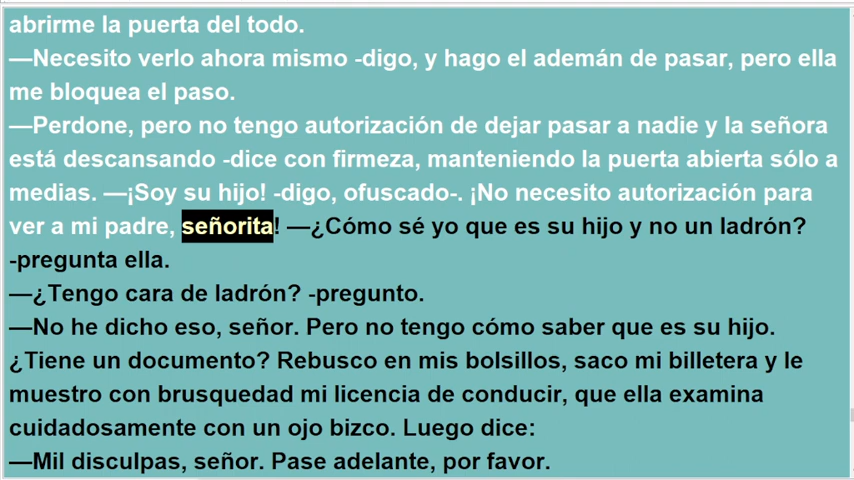 abrirme la puerta del todo.
—Necesito verlo ahora mismo -digo, y hago el ademán de pasar, pero ella
me bloquea el paso.
—Perdone, pero no tengo autorización de dejar pasar a nadie y la señora
está descansando -dice con firmeza, manteniendo la puerta abierta sólo a
medias. —¡Soy su hijo! -digo, ofuscado-. ¡No necesito autorización para
ver a mi padre, señorita! —¿Cómo sé yo que es su hijo y no un ladrón?
-pregunta ella.
—¿Tengo cara de ladrón? -pregunto.
—No he dicho eso, señor. Pero no tengo cómo saber que es su hijo.
¿Tiene un documento? Rebusco en mis bolsillos, saco mi billetera y le
muestro con brusquedad mi licencia de conducir, que ella examina
cuidadosamente con un ojo bizco. Luego dice:
—Mil disculpas, señor. Pase adelante, por favor.